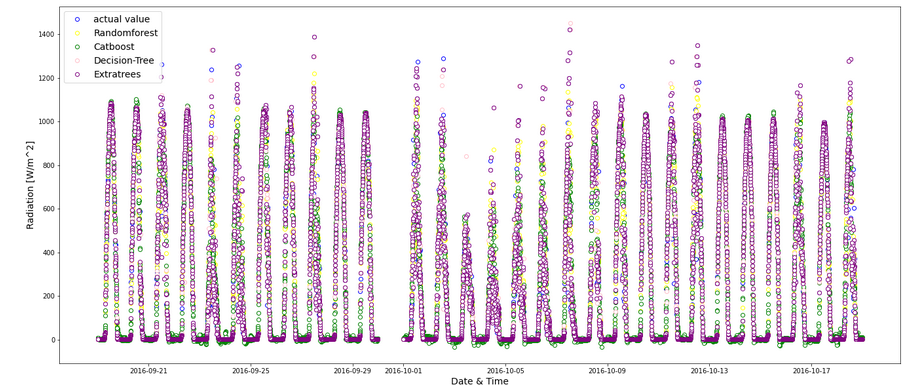 actual value
Randomforest
Catboost
Decision-Tree
Extratrees
1400
1200
1000
800
600
400
200
0
Radiation [W/m^2]
2016-09-21
2016-09-25
2016-09-29
2016-10-01
2016-10-05
2016-10-09
2016-10-13
2016-10-17
Date & Time